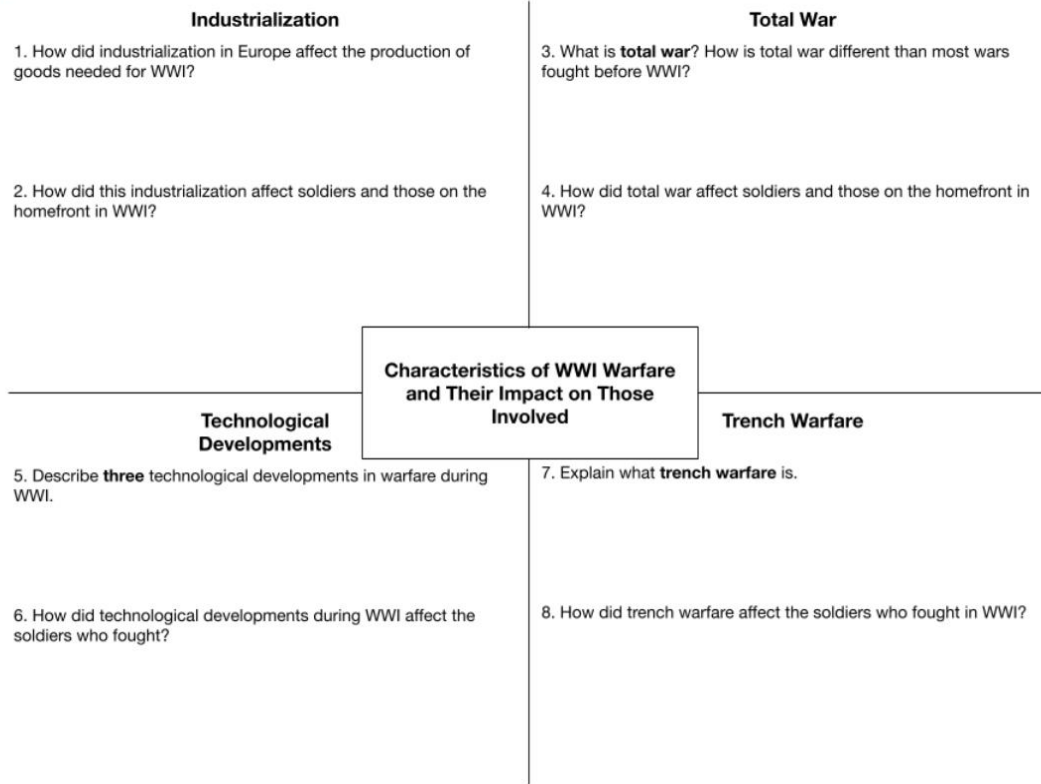 Industrialization
1. How did industrialization in Europe affect the production of
goods needed for WWI?
2. How did this industrialization affect soldiers and those on the
homefront in WWI?
Total War
3. What is total war? How is total war different than most wars
fought before WWI?
4. How did total war affect soldiers and those on the homefront in
WWI?
Characteristics of WWI Warfare
and Their Impact on Those
Involved
Technological
Developments
5. Describe three technological developments in warfare during
WWI.
6. How did technological developments during WWI affect the
soldiers who fought?
Trench Warfare
7. Explain what trench warfare is.
8. How did trench warfare affect the soldiers who fought in WWI?